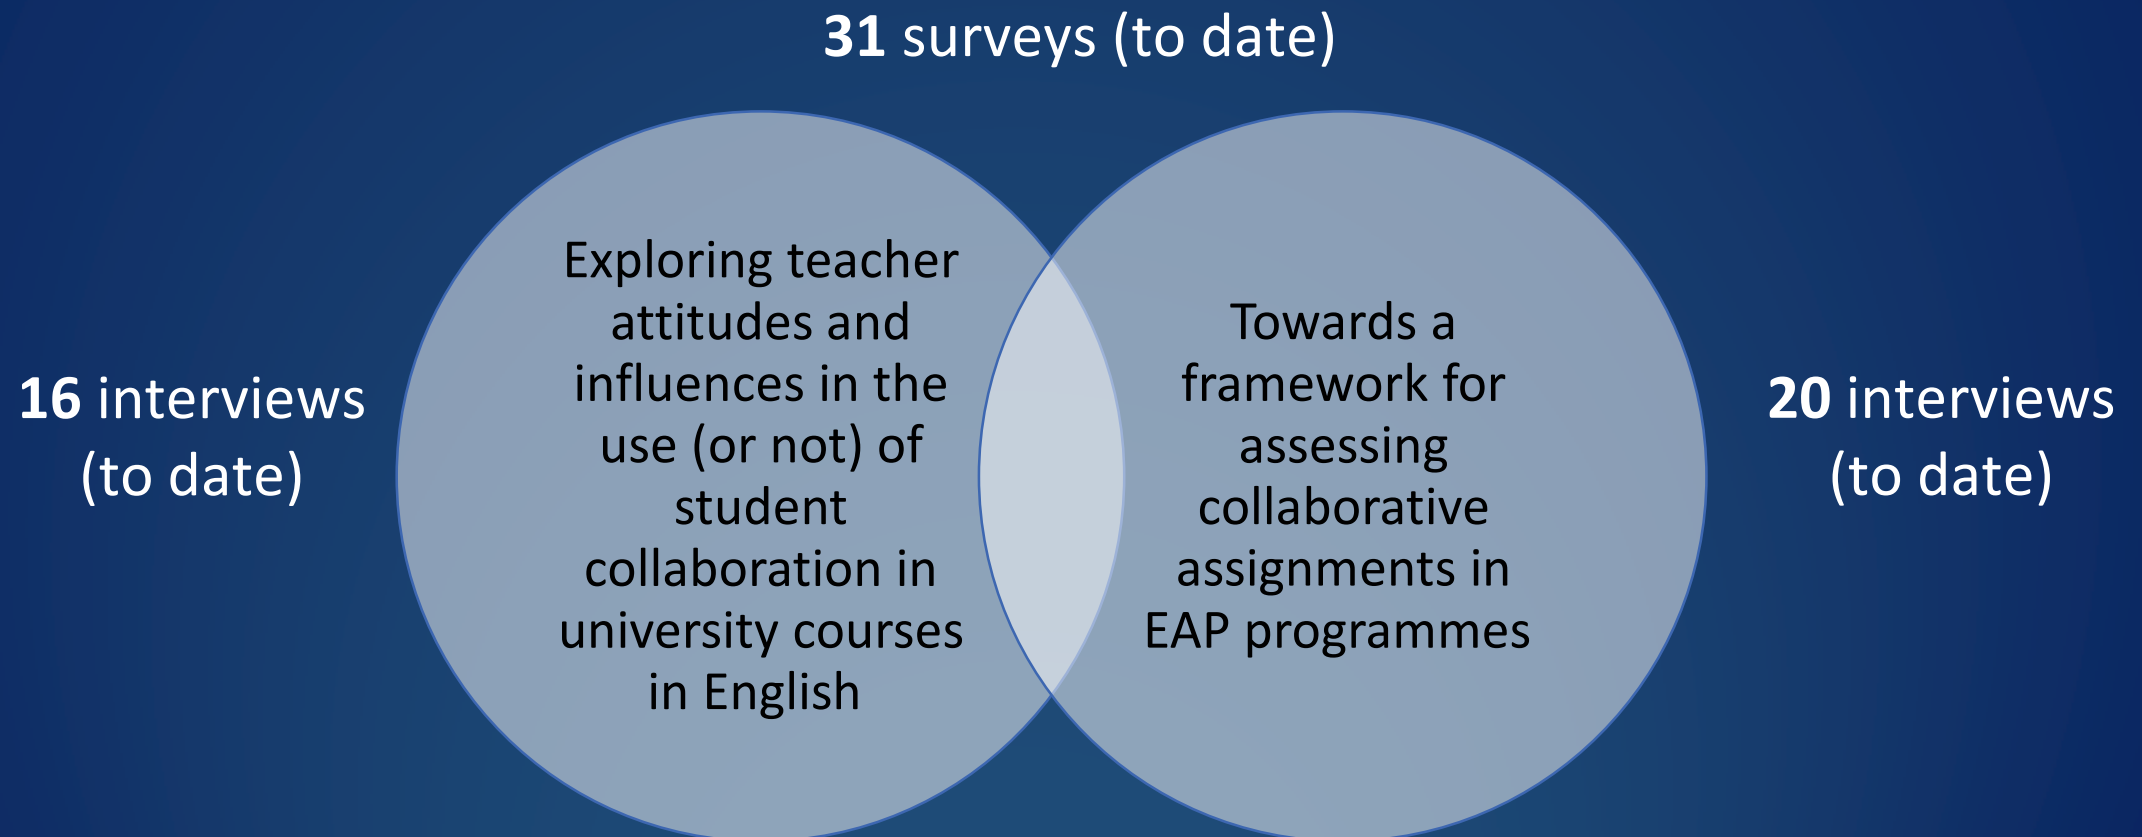 31 surveys (to date)
16 interviews
(to date)
Exploring teacher
attitudes and
influences in the
use (or not) of
student
collaboration in
university courses
in English
Towards a
framework for
assessing
collaborative
assignments in
EAP programmes
20 interviews
(to date)